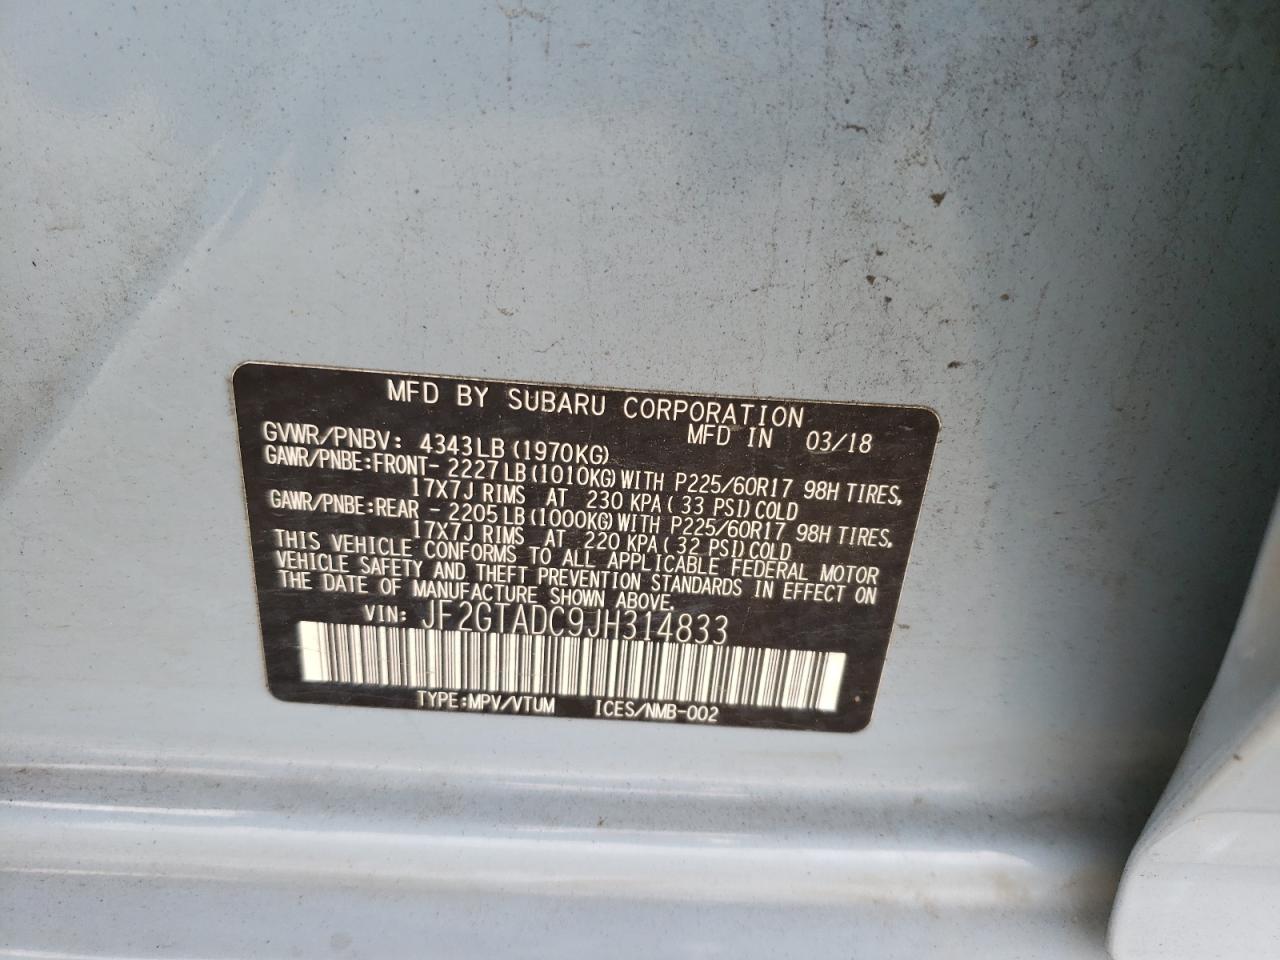 MFD BY SUBARU CORPORATION
MFD IN 03/18
GVWR/PNBV: 4343LB (1970KG)
GAWR/PNBE:FRONT- 2227LB(1010KG)WITH P225/60R17 98H TIRES,
17X7J RIMS AT 230 KPA( 33 PSI)COLD
GAWR/PNBE:REAR - 2205LB(1000KG)WITH P225/60R17 98H TIRES,
17X7J RIMS AT 220 KPA( 32 PSI)COLD
THIS VEHICLE CONFORMS TO ALL APPLICABLE FEDERAL MOTOR
VEHICLE SAFETY AND THEFT PREVENTION STANDARDS IN EFFECT ON
THE DATE OF MANUFACTURE SHOWN ABOVE.
VIN: JF2GTADC9JH314833
TYPE:MPV/VTUM ICES/NMB-002